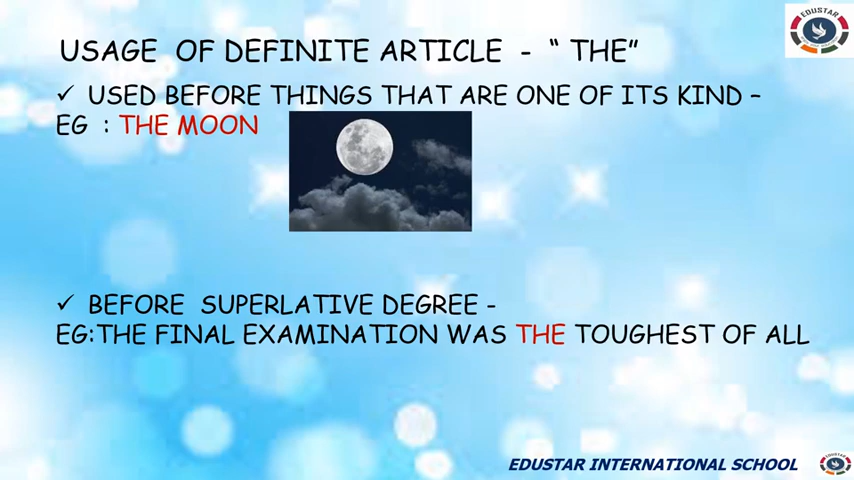 USAGE OF DEFINITE ARTICLE - “ THE”
✓ USED BEFORE THINGS THAT ARE ONE OF ITS KIND –
EG : THE MOON
✓ BEFORE SUPERLATIVE DEGREE -
EG:THE FINAL EXAMINATION WAS THE TOUGHEST OF ALL
EDUSTAR INTERNATIONAL SCHOOL
EDUSTAR